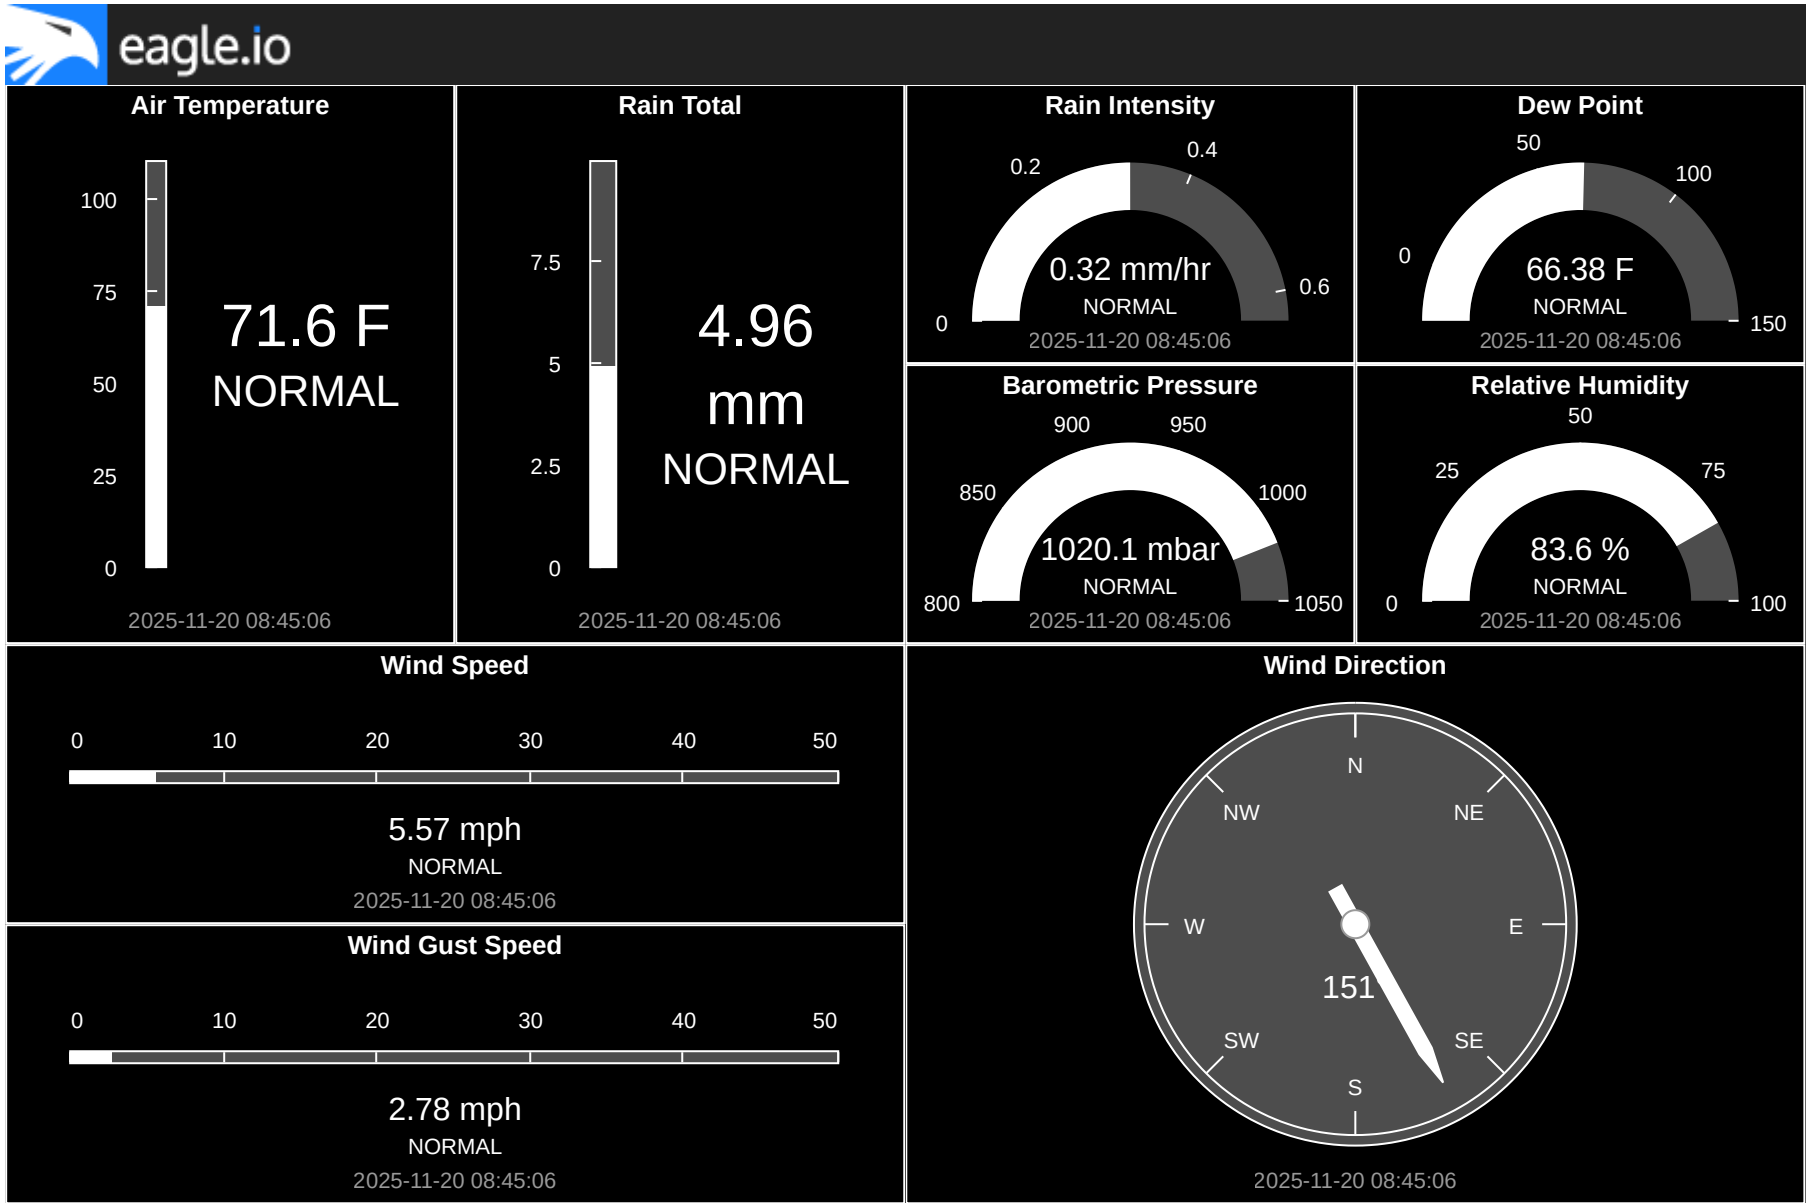 eagle.io
Air Temperature
100
75
50
25
0
71.6 F
NORMAL
2025-11-20 08:45:06
Rain Total
7.5
5
2.5
0
4.96
mm
NORMAL
2025-11-20 08:45:06
Rain Intensity
0
0.2
0.4
0.6
0.32 mm/hr
NORMAL
2025-11-20 08:45:06
Dew Point
0
50
100
150
66.38 F
NORMAL
2025-11-20 08:45:06
Barometric Pressure
800
850
900
950
1000
1050
1020.1 mbar
NORMAL
2025-11-20 08:45:06
Relative Humidity
0
25
50
75
100
83.6 %
NORMAL
2025-11-20 08:45:06
Wind Speed
0 10 20 30 40 50
5.57 mph
NORMAL
2025-11-20 08:45:06
Wind Gust Speed
0 10 20 30 40 50
2.78 mph
NORMAL
2025-11-20 08:45:06
Wind Direction
N
NW NE
W E
151
SW SE
S
2025-11-20 08:45:06